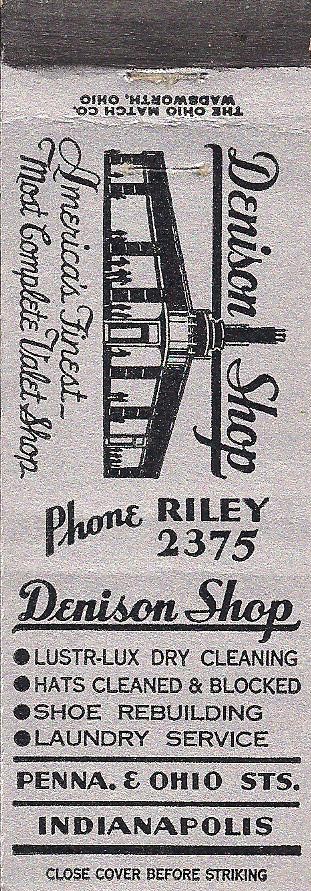 THE OHIO MATCH CO.
WADSWORTH, OHIO
Denison Shop
America's Finest—
Most Complete Valet Shop
Phone RILEY
2375
Denison Shop
● LUSTR-LUX DRY CLEANING
● HATS CLEANED & BLOCKED
● SHOE REBUILDING
● LAUNDRY SERVICE
PENNA. & OHIO STS.
INDIANAPOLIS
CLOSE COVER BEFORE STRIKING